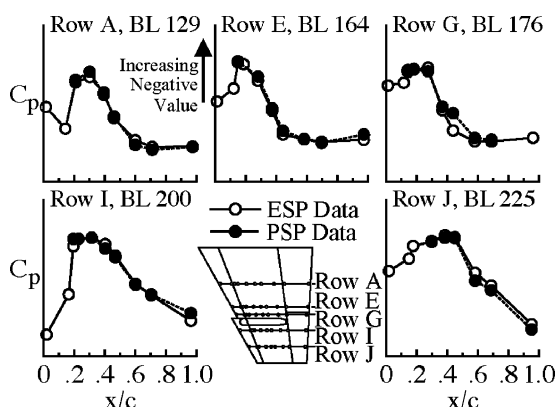 Row A, BL 129
Row E, BL 164
Row G, BL 176
Increasing
Negative
Value
Cp
Row I, BL 200
ESP Data
PSP Data
Row J, BL 225
Cp
Row A
Row E
Row G
Row I
Row J
0 .2 .4 .6 .8 1.0
0 .2 .4 .6 .8 1.0
x/c
x/c